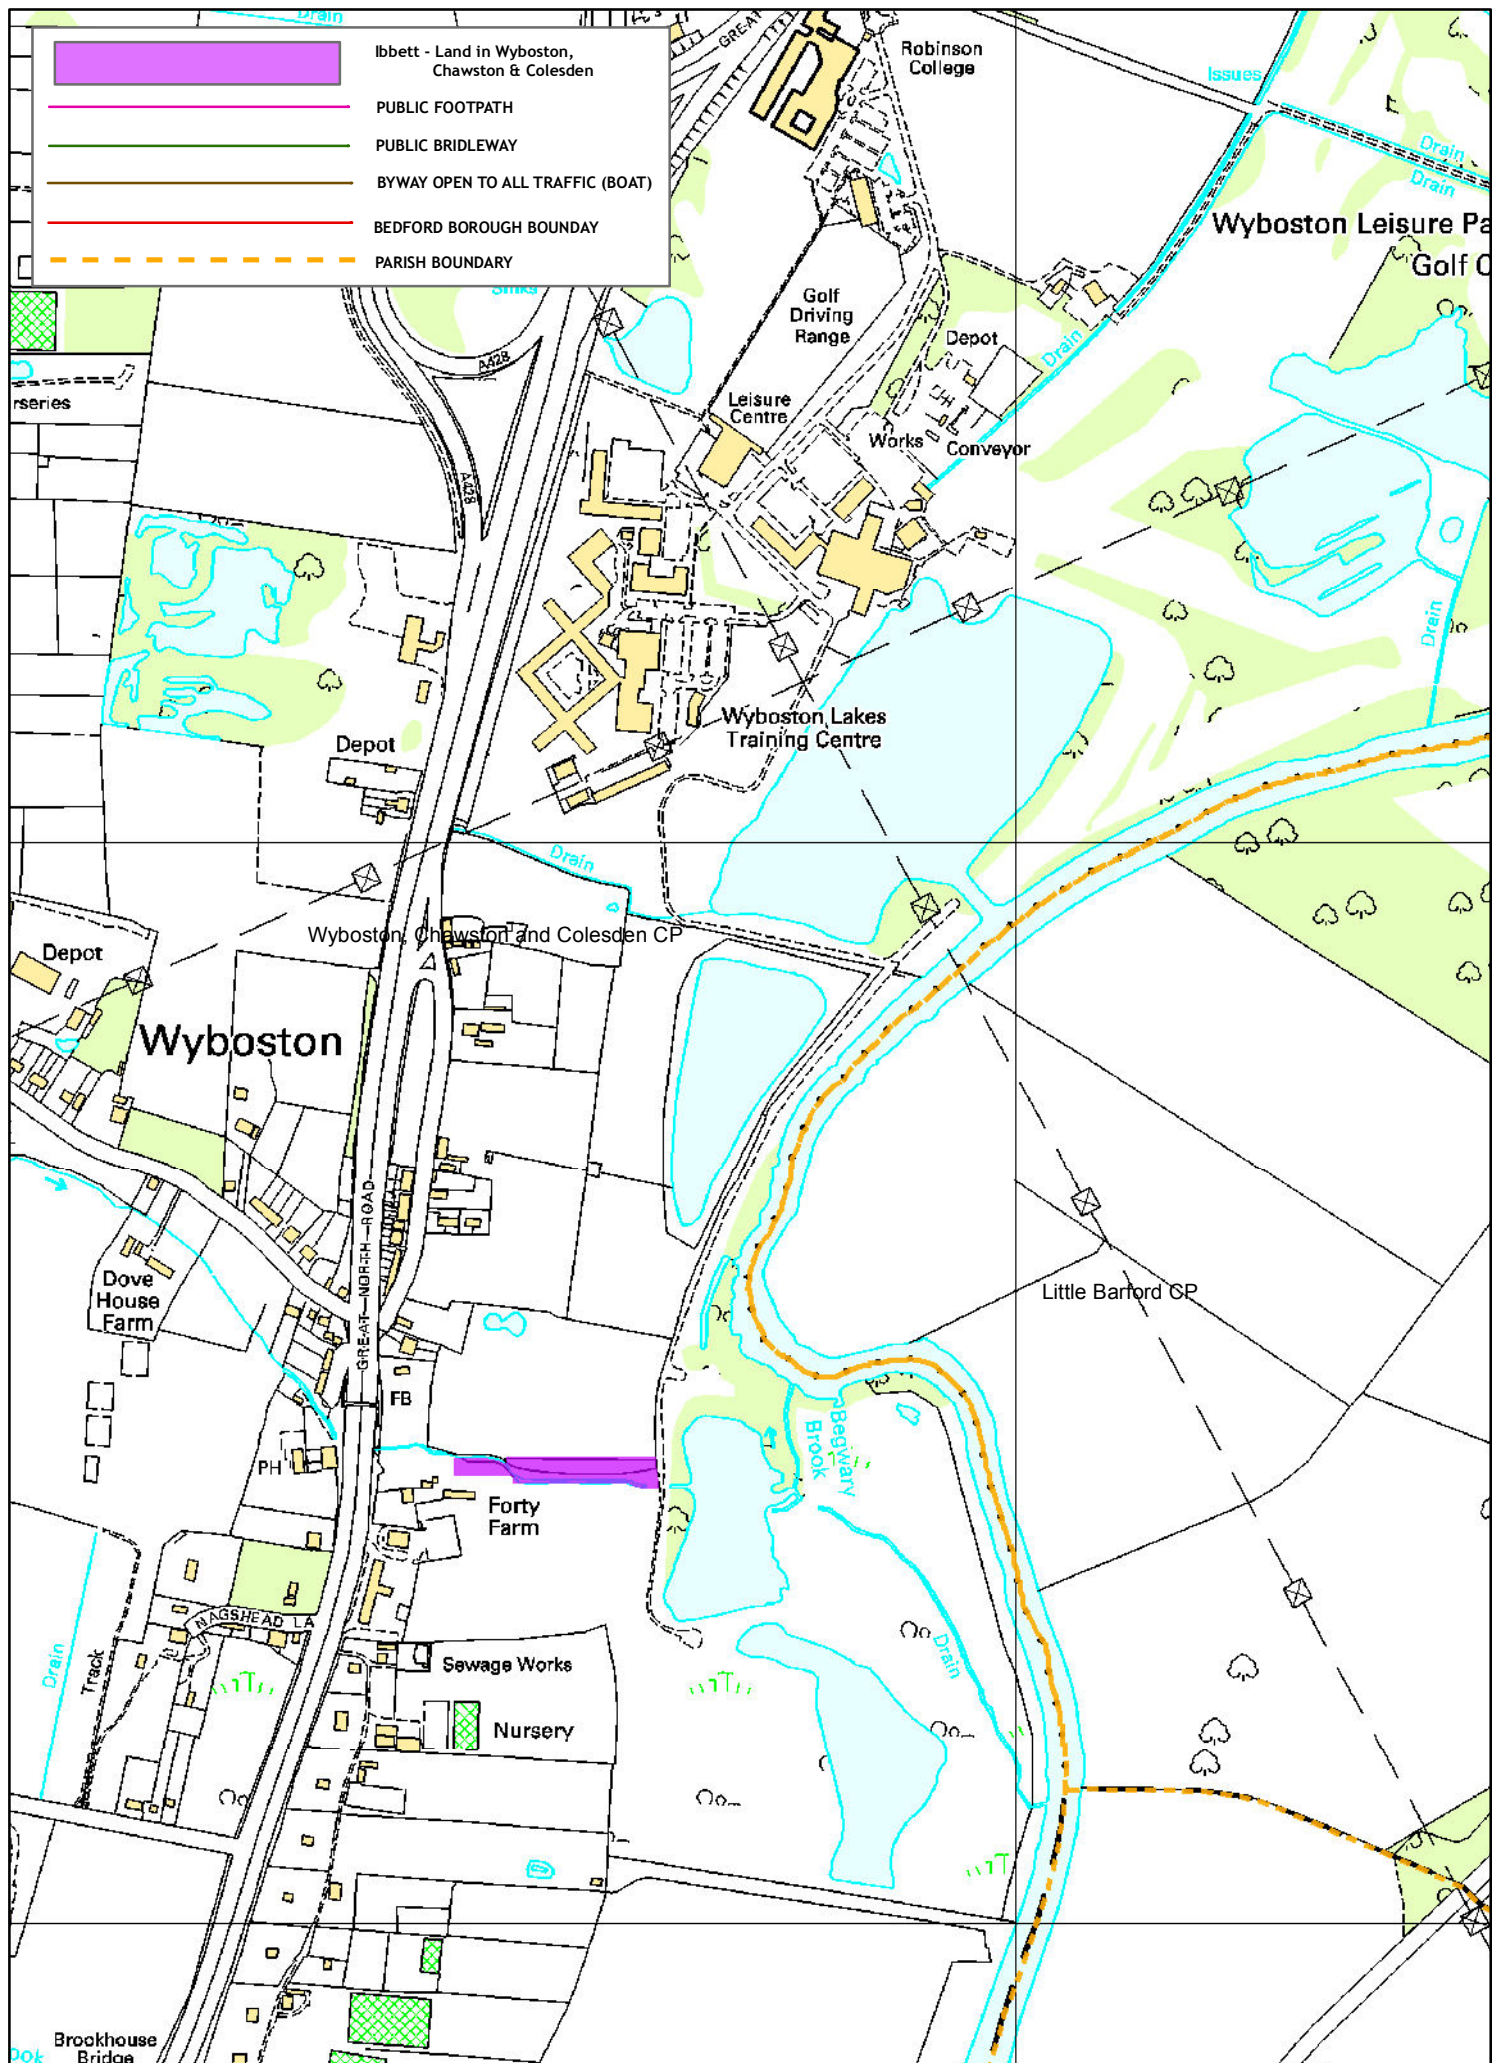 Drain
Ibbett - Land in Wyboston,
Chawston & Colesden
PUBLIC FOOTPATH
PUBLIC BRIDLEWAY
BYWAY OPEN TO ALL TRAFFIC (BOAT)
BEDFORD BOROUGH BOUNDAY
PARISH BOUNDARY
GREAT
Robinson
College
Issues
Drain
Drain
Wyboston Leisure Pa
Golf C
Sinks
Golf
Driving
Range
Depot
Drain
A428
rseries
Leisure
Centre
Works
Conveyor
A428
Drain
Wyboston Lakes
Training Centre
Depot
Drain
Wyboston, Chawston and Colesden CP
Depot
Wyboston
GREAT NORTH ROAD
Dove
House
Farm
Little Barford CP
FB
PH
Begwary
Brook
Forty
Farm
NAGSHEAD LA
Drain
Track
Drain
Sewage Works
Nursery
Brookhouse
Bridge
ook